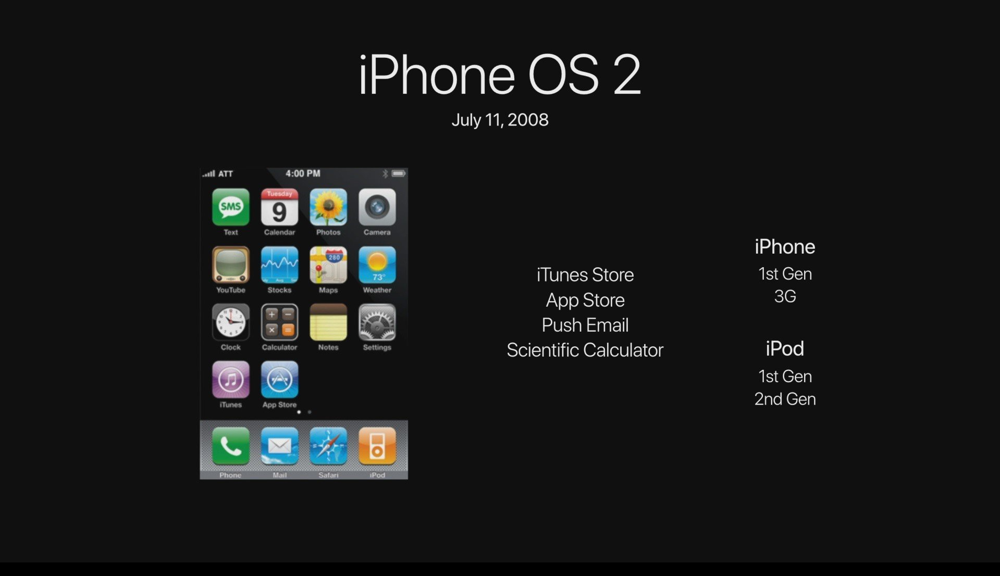 iPhone OS 2
July 11, 2008
ATT 4:00 PM
SMS Tuesday 9
Text Calendar Photos Camera
280 73°
YouTube Stocks Maps Weather
Clock Calculator Notes Settings
iTunes App Store
Phone Mail Safari iPod
iTunes Store
App Store
Push Email
Scientific Calculator
iPhone
1st Gen
3G
iPod
1st Gen
2nd Gen